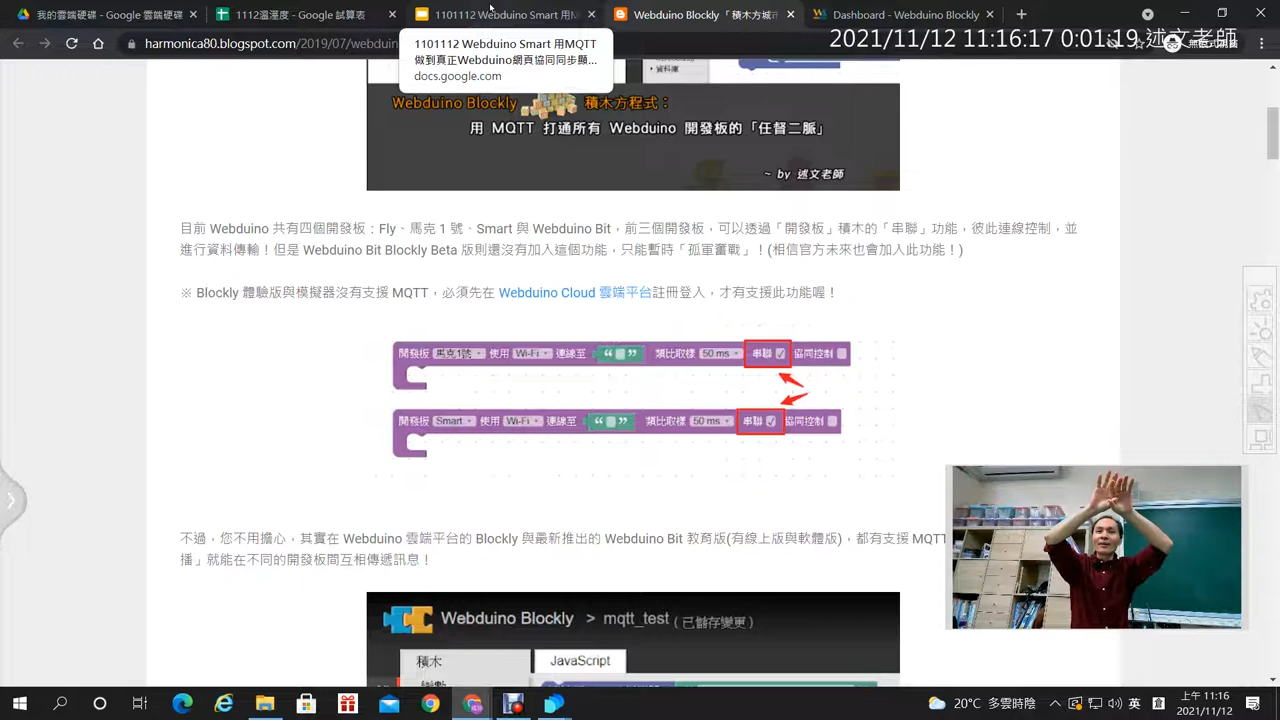 我的雲端硬碟 - 雲端硬碟
1112溫溼度 - Google 試算表
1101112 Webduino Smart 用M
Webduino Blockly「積木方城市
Dashboard - Webduino Blockly
harmonica80.blogspot.com/2019/07/webduin
2021/11/12 11:16:17 0:01:19 述文老師
1101112 Webduino Smart 用MQTT
做到真正Webduino網頁協同同步顯...
docs.google.com
資料庫
Webduino Blockly 積木方程式：
用 MQTT 打通所有 Webduino 開發板的「任督二脈」
~ by 述文老師
目前 Webduino 共有四個開發板：Fly、馬克 1 號、Smart 與 Webduino Bit，前三個開發板，可以透過「開發板」積木的「串聯」功能，彼此連線控制，並
進行資料傳輸！但是 Webduino Bit Blockly Beta 版則還沒有加入這個功能，只能暫時「孤軍奮戰」！(相信官方未來也會加入此功能！)
※ Blockly 體驗版與模擬器沒有支援 MQTT，必須先在 Webduino Cloud 雲端平台註冊登入，才有支援此功能喔！
開發板 馬克1號 使用 Wi-Fi 連線至 “ ” 類比取樣 50 ms 串聯 協同控制
開發板 Smart 使用 Wi-Fi 連線至 “ ” 類比取樣 50 ms 串聯 協同控制
不過，您不用擔心，其實在 Webduino 雲端平台的 Blockly 與最新推出的 Webduino Bit 教育版(有線上版與軟體版)，都有支援 MQTT
播」就能在不同的開發板間互相傳遞訊息！
Webduino Blockly > mqtt_test (已儲存變更)
積木
JavaScript
20°C 多雲時陰
英
上午 11:16
2021/11/12